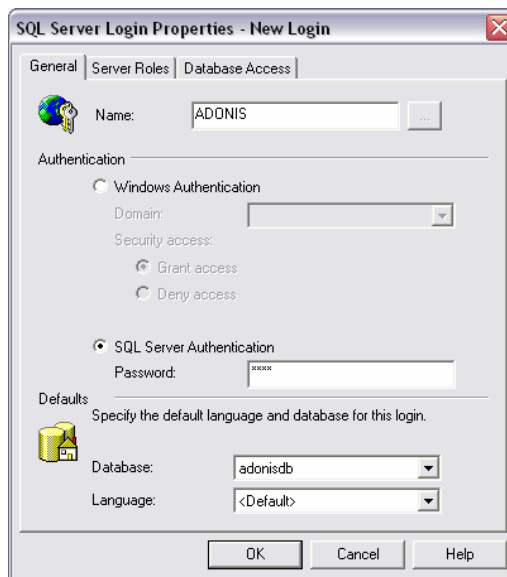 SQL Server Login Properties - New Login
General Server Roles Database Access
Name: ADONIS ...
Authentication
Windows Authentication
Domain:
Security access:
Grant access
Deny access
SQL Server Authentication
Password: ****
Defaults
Specify the default language and database for this login.
Database: adonisdb
Language: <Default>
OK Cancel Help